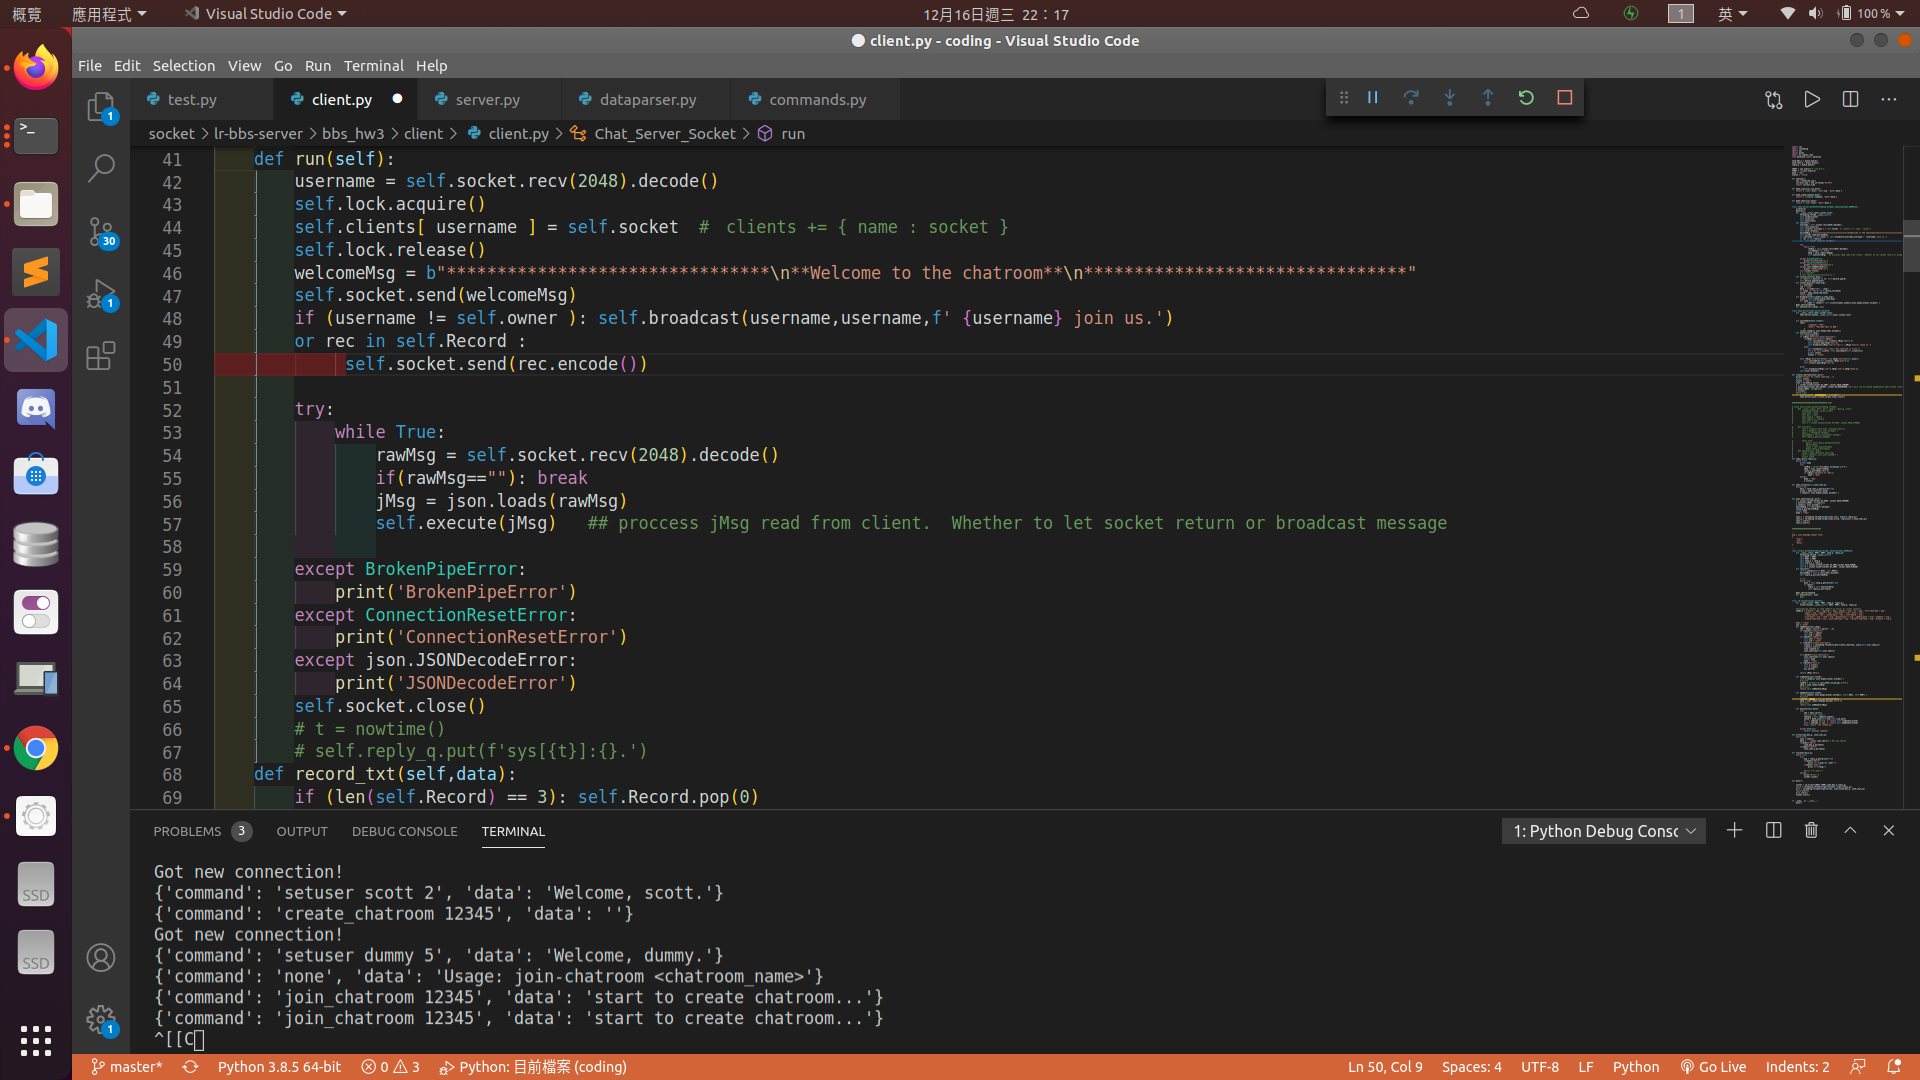 概覽 應用程式 Visual Studio Code 12月16日週三 22：17 1 英 100 %
client.py - coding - Visual Studio Code
File Edit Selection View Go Run Terminal Help
test.py client.py server.py dataparser.py commands.py
socket > lr-bbs-server > bbs_hw3 > client > client.py > Chat_Server_Socket > run
41 def run(self):
42 username = self.socket.recv(2048).decode()
43 self.lock.acquire()
44 self.clients[ username ] = self.socket # clients += { name : socket }
45 self.lock.release()
46 welcomeMsg = b"********************************\n**Welcome to the chatroom**\n********************************"
47 self.socket.send(welcomeMsg)
48 if (username != self.owner ): self.broadcast(username,username,f' {username} join us.')
49 or rec in self.Record :
50 self.socket.send(rec.encode())
51
52 try:
53 while True:
54 rawMsg = self.socket.recv(2048).decode()
55 if(rawMsg==""): break
56 jMsg = json.loads(rawMsg)
57 self.execute(jMsg) ## proccess jMsg read from client. Whether to let socket return or broadcast message
58
59 except BrokenPipeError:
60 print('BrokenPipeError')
61 except ConnectionResetError:
62 print('ConnectionResetError')
63 except json.JSONDecodeError:
64 print('JSONDecodeError')
65 self.socket.close()
66 # t = nowtime()
67 # self.reply_q.put(f'sys[{t}]:{}.')
68 def record_txt(self,data):
69 if (len(self.Record) == 3): self.Record.pop(0)
PROBLEMS 3 OUTPUT DEBUG CONSOLE TERMINAL 1: Python Debug Consc
Got new connection!
{'command': 'setuser scott 2', 'data': 'Welcome, scott.'}
{'command': 'create_chatroom 12345', 'data': ''}
Got new connection!
{'command': 'setuser dummy 5', 'data': 'Welcome, dummy.'}
{'command': 'none', 'data': 'Usage: join-chatroom <chatroom_name>'}
{'command': 'join_chatroom 12345', 'data': 'start to create chatroom...'}
{'command': 'join_chatroom 12345', 'data': 'start to create chatroom...'}
^[[C
1
30
1
1
SSD
SSD
master* Python 3.8.5 64-bit 0 3 Python: 目前檔案 (coding) Ln 50, Col 9 Spaces: 4 UTF-8 LF Python Go Live Indents: 2